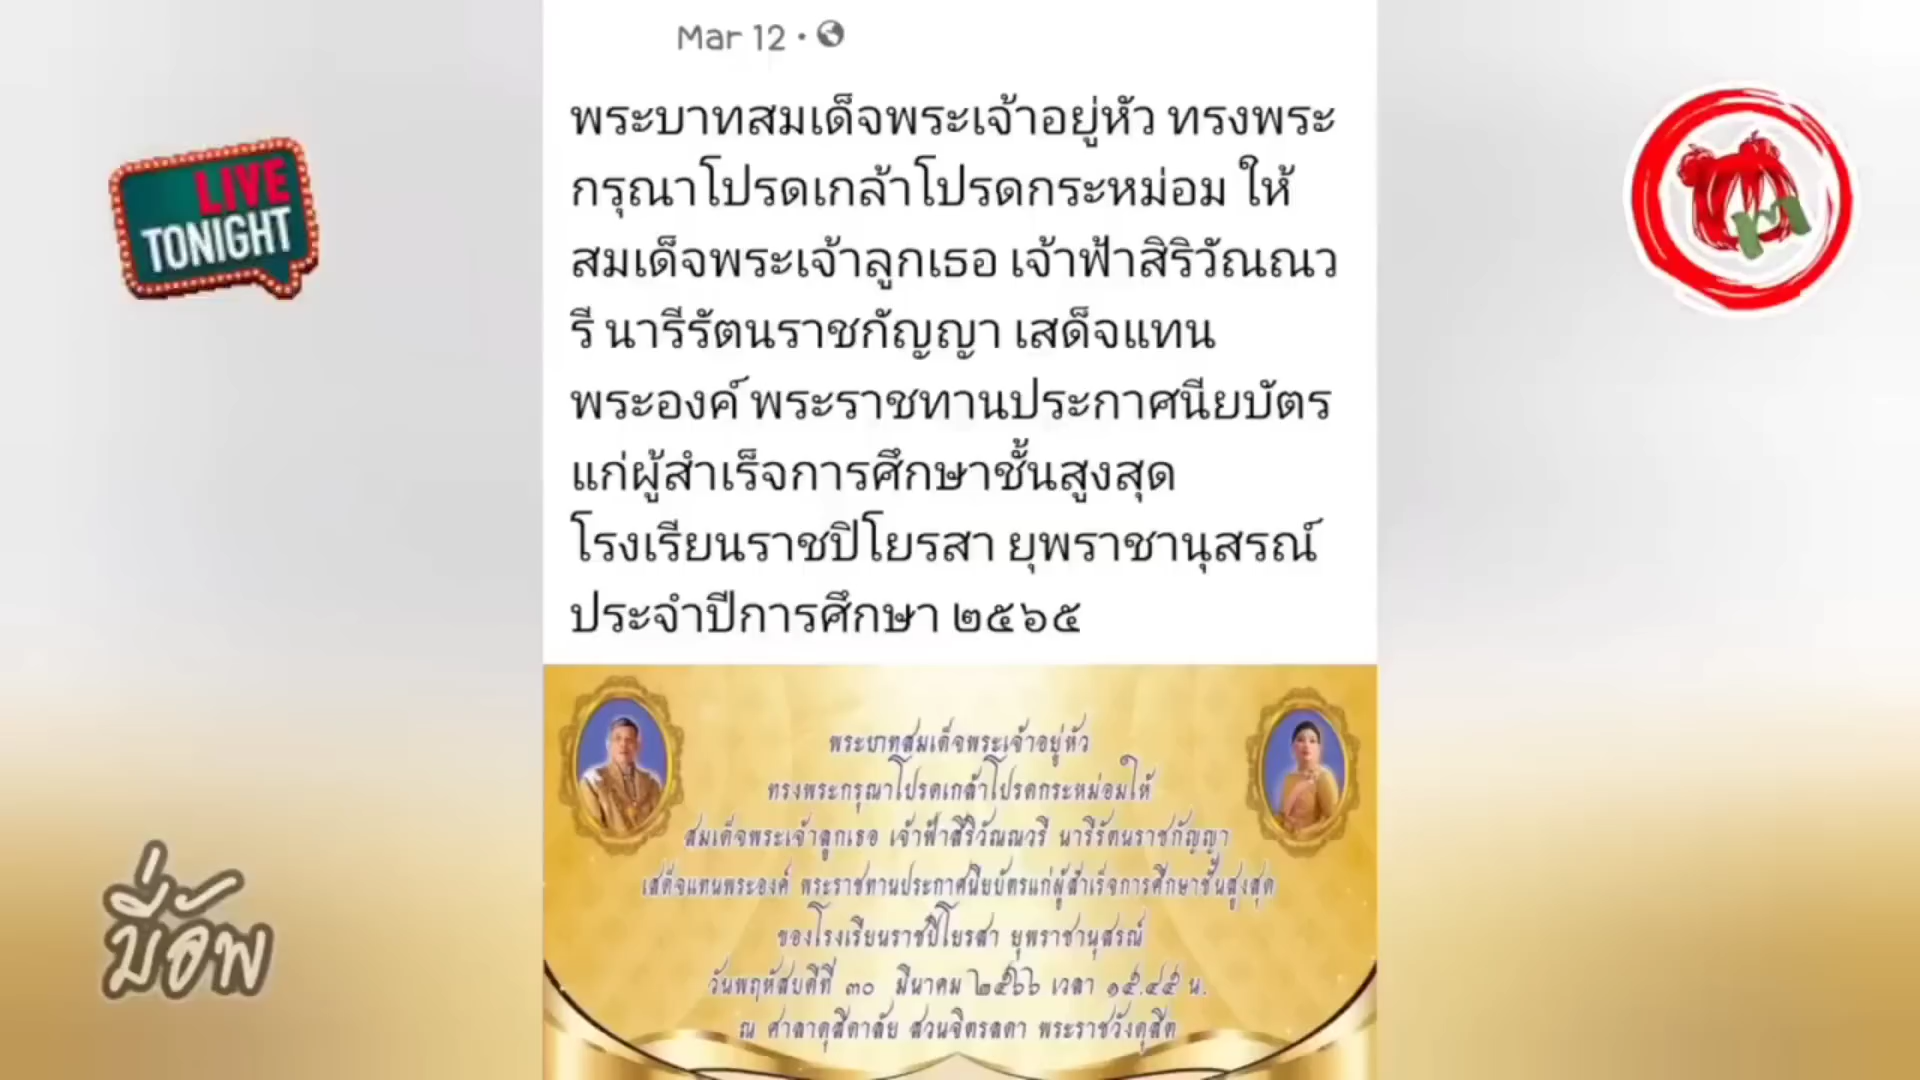 Mar 12 •
พระบาทสมเด็จพระเจ้าอยู่หัว ทรงพระ
กรุณาโปรดเกล้าโปรดกระหม่อม ให้
สมเด็จพระเจ้าลูกเธอ เจ้าฟ้าสิริวัณณว
รี นารีรัตนราชกัญญา เสด็จแทน
พระองค์ พระราชทานประกาศนียบัตร
แก่ผู้สำเร็จการศึกษาชั้นสูงสุด
โรงเรียนราชปิโยรสา ยุพราชานุสรณ์
ประจำปีการศึกษา ๒๕๖๕
LIVE
TONIGHT
พระบาทสมเด็จพระเจ้าอยู่หัว
ทรงพระกรุณาโปรดเกล้าโปรดกระหม่อมให้
สมเด็จพระเจ้าลูกเธอ เจ้าฟ้าสิริวัณณวรี นารีรัตนราชกัญญา
เสด็จแทนพระองค์ พระราชทานประกาศนียบัตรแก่ผู้สำเร็จการศึกษาชั้นสูงสุด
ของโรงเรียนราชปิโยรสา ยุพราชานุสรณ์
วันพฤหัสบดีที่ ๓๐ มีนาคม ๒๕๖๖ เวลา ๑๕.๔๕ น.
ณ ศาลาดุสิดาลัย สวนจิตรลดา พระราชวังดุสิต
บี่อัพ